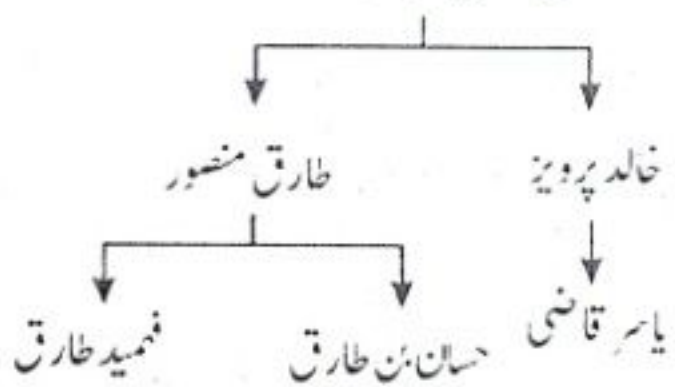 خالد پرویز
طارق منصور
یاسر قاضی
حسان بن طارق
فہمید طارق